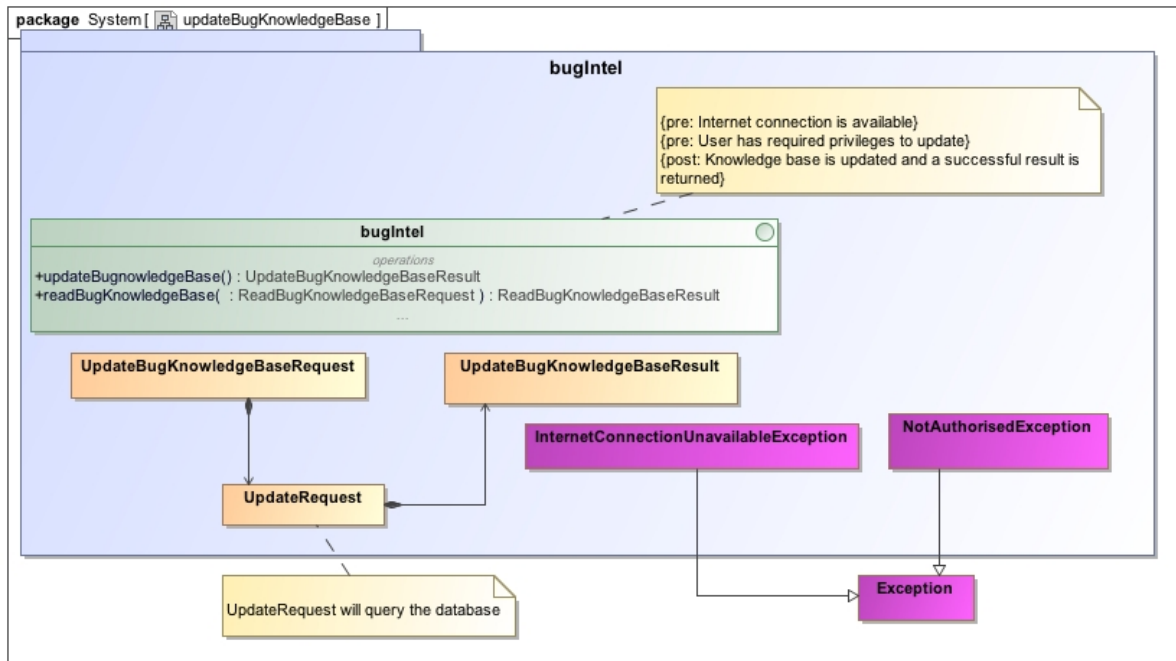 package System[ updateBugKnowledgeBase ]
bugIntel
{pre: Internet connection is available}
{pre: User has required privileges to update}
{post: Knowledge base is updated and a successful result is
returned}
bugIntel
operations
+updateBugnowledgeBase() : UpdateBugKnowledgeBaseResult
+readBugKnowledgeBase( : ReadBugKnowledgeBaseRequest ) : ReadBugKnowledgeBaseResult
...
UpdateBugKnowledgeBaseRequest
UpdateBugKnowledgeBaseResult
InternetConnectionUnavailableException
NotAuthorisedException
UpdateRequest
Exception
UpdateRequest will query the database